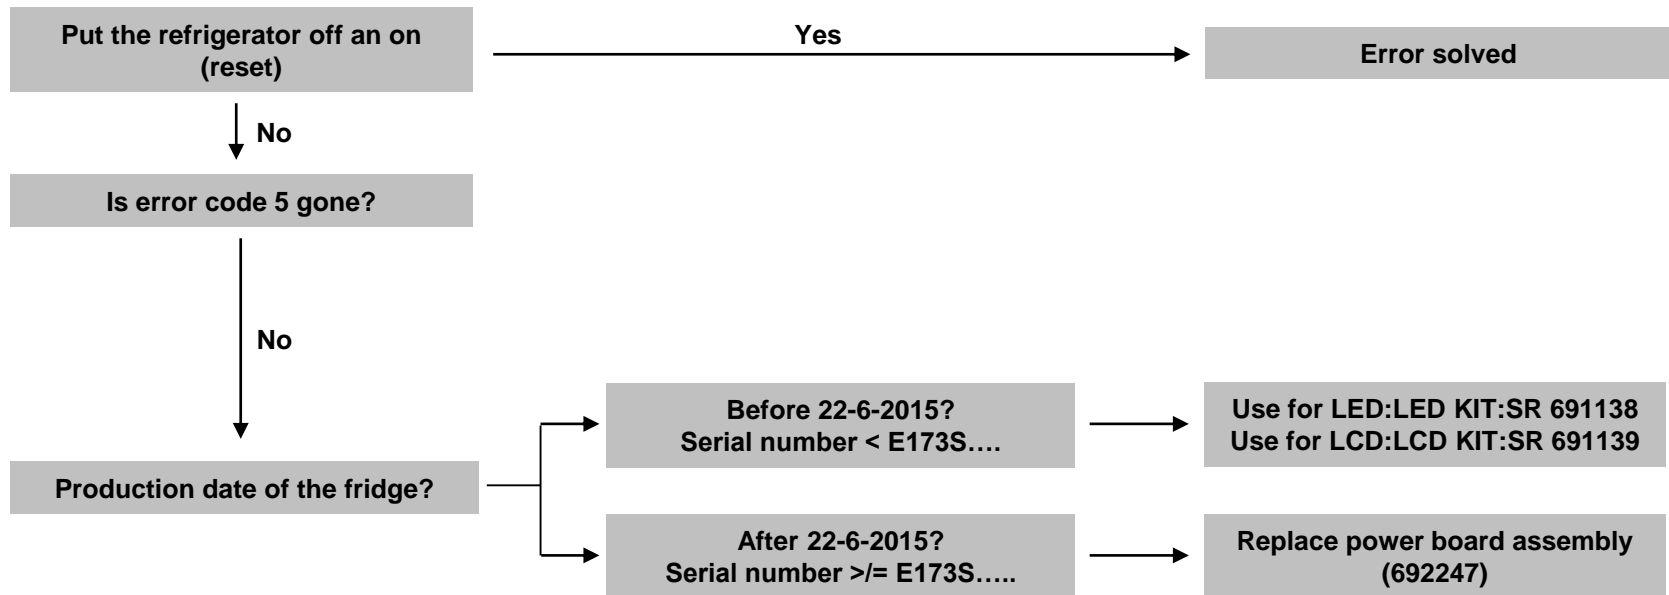 Put the refrigerator off an on
(reset)
Yes
Error solved
No
Is error code 5 gone?
No
Before 22-6-2015?
Serial number < E173S….
Use for LED:LED KIT:SR 691138
Use for LCD:LCD KIT:SR 691139
Production date of the fridge?
After 22-6-2015?
Serial number >/= E173S…..
Replace power board assembly
(692247)